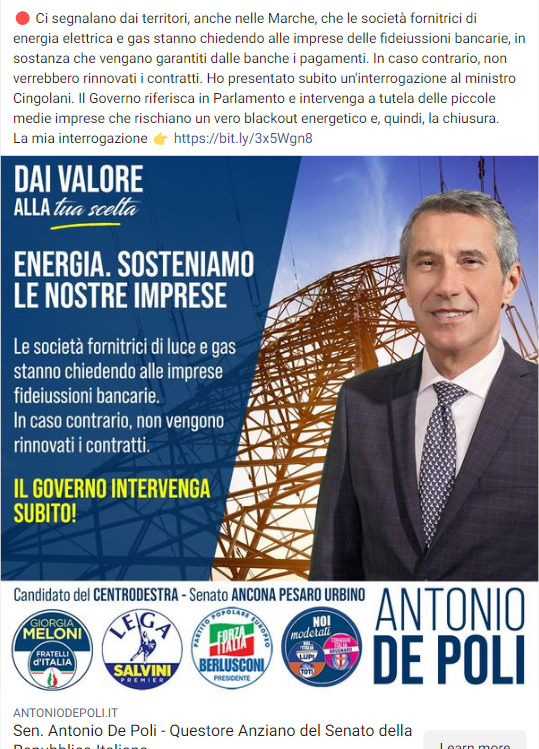 🔴 Ci segnalano dai territori, anche nelle Marche, che le società fornitrici di
energia elettrica e gas stanno chiedendo alle imprese delle fideiussioni bancarie, in
sostanza che vengano garantiti dalle banche i pagamenti. In caso contrario, non
verrebbero rinnovati i contratti. Ho presentato subito un'interrogazione al ministro
Cingolani. Il Governo riferisca in Parlamento e intervenga a tutela delle piccole
medie imprese che rischiano un vero blackout energetico e, quindi, la chiusura.
La mia interrogazione 👉 https://bit.ly/3x5Wgn8
DAI VALORE
ALLA tua scelta
ENERGIA. SOSTENIAMO
LE NOSTRE IMPRESE
Le società fornitrici di luce e gas
stanno chiedendo alle imprese
fideiussioni bancarie.
In caso contrario, non vengono
rinnovati i contratti.
IL GOVERNO INTERVENGA
SUBITO!
Candidato del CENTRODESTRA - Senato ANCONA PESARO URBINO
ANTONIO
DE POLI
GIORGIA
MELONI
FRATELLI
d'ITALIA
LEGA
SALVINI
PREMIER
PARTITO POPOLARE EUROPEO
FORZA
ITALIA
BERLUSCONI
PRESIDENTE
NOI
moderati
LUPI
TOTI
BRUGNARO
ANTONIODEPOLI.IT
Sen. Antonio De Poli - Questore Anziano del Senato della
Repubblica Italiana
Learn more